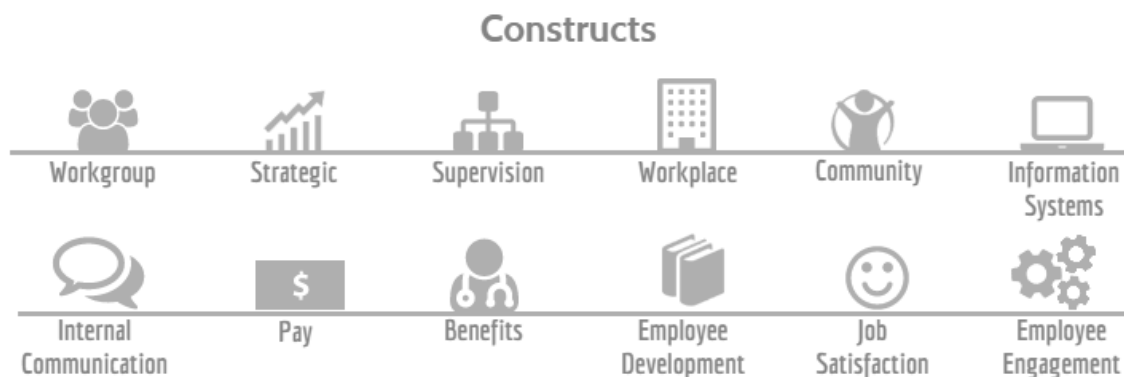 Constructs
Workgroup
Strategic
Supervision
Workplace
Community
Information
Systems
$
Internal
Communication
Pay
Benefits
Employee
Development
Job
Satisfaction
Employee
Engagement